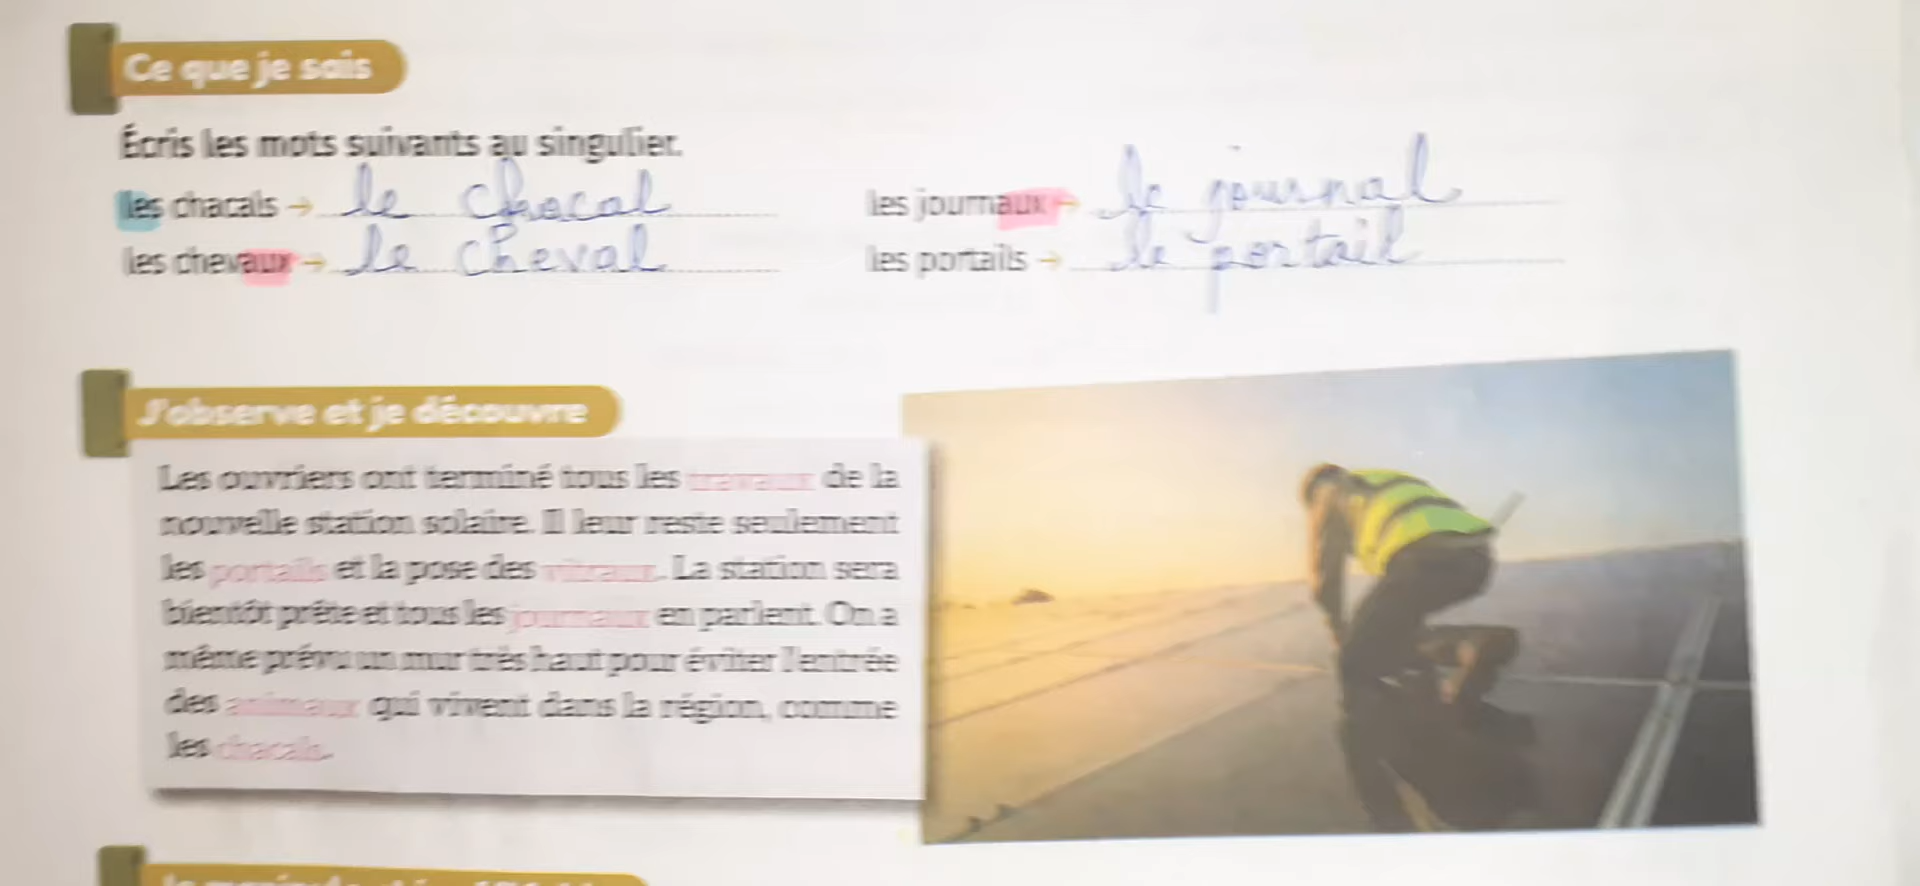 Ce que je sais
Écris les mots suivants au singulier.
les chacals → le chacal
les journaux → le journal
les chevaux → le cheval
les portails → le portail
J'observe et je découvre
Les ouvriers ont terminé tous les travaux de la
nouvelle station solaire. Il leur reste seulement
les portails et la pose des vitraux. La station sera
bientôt prête et tous les journaux en parlent. On a
même prévu un mur très haut pour éviter l'entrée
des animaux qui vivent dans la région, comme
les chacals.